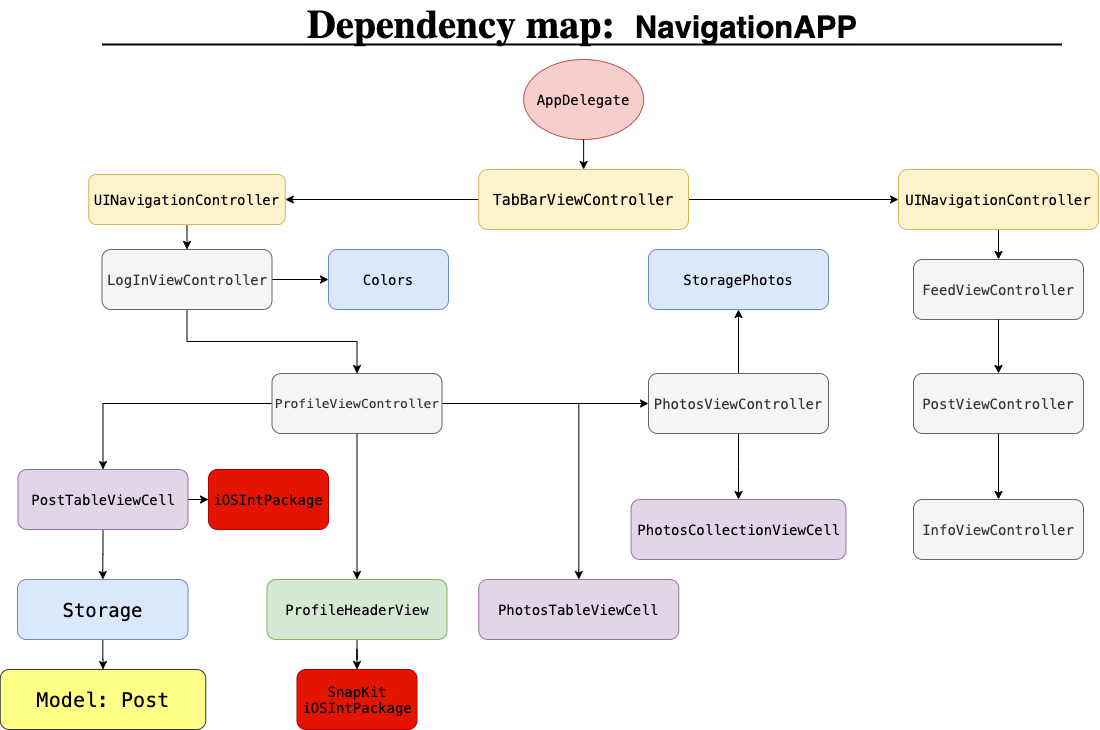 Dependency map: NavigationAPP
AppDelegate
UINavigationController
TabBarViewController
UINavigationController
LogInViewController
Colors
StoragePhotos
FeedViewController
ProfileViewController
PhotosViewController
PostViewController
PostTableViewCell
iOSIntPackage
PhotosCollectionViewCell
InfoViewController
Storage
ProfileHeaderView
PhotosTableViewCell
Model: Post
SnapKit
iOSIntPackage